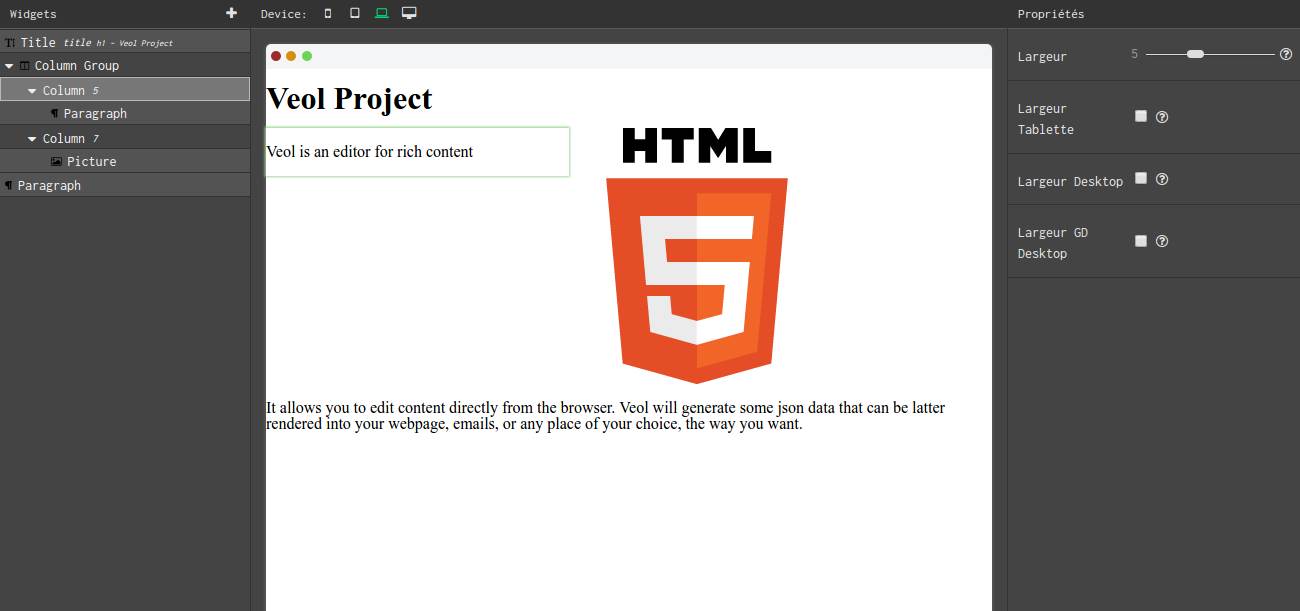 Widgets
Title title h1 - Veol Project
Column Group
Column 5
Paragraph
Column 7
Picture
Paragraph
Device:
Veol Project
Veol is an editor for rich content
HTML
5
It allows you to edit content directly from the browser. Veol will generate some json data that can be latter
rendered into your webpage, emails, or any place of your choice, the way you want.
Propriétés
Largeur 5
Largeur
Tablette
Largeur Desktop
Largeur GD
Desktop